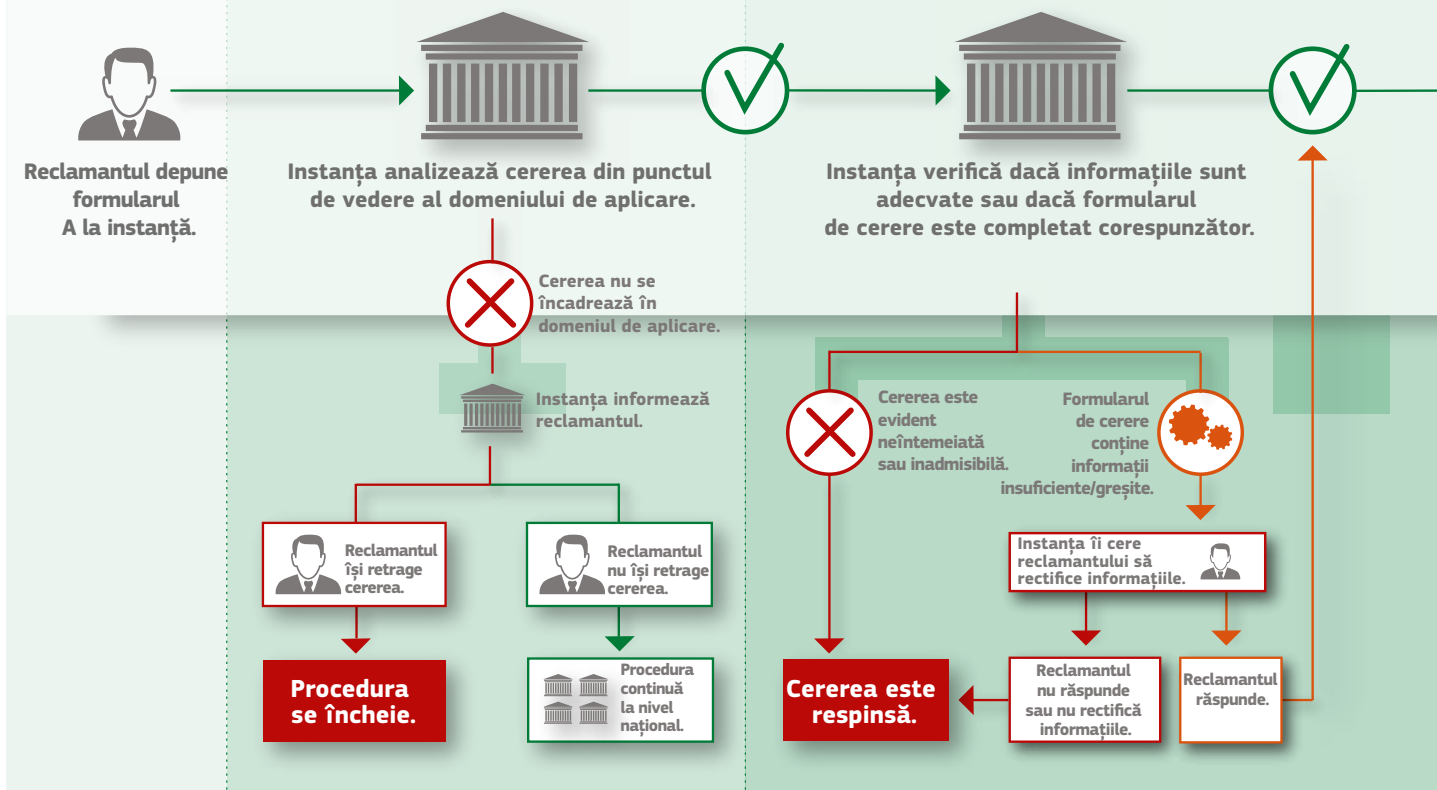 Reclamantul depune
formularul
A la instanță.
Instanța analizează cererea din punctul
de vedere al domeniului de aplicare.
Instanța verifică dacă informațiile sunt
adecvate sau dacă formularul
de cerere este completat corespunzător.
Cererea nu se
încadrează în
domeniul de aplicare.
Instanța informează
reclamantul.
Reclamantul
își retrage
cererea.
Reclamantul
nu își retrage
cererea.
Procedura
se încheie.
Procedura
continuă
la nivel
național.
Cererea este
evident
neîntemeiată
sau inadmisibilă.
Formularul
de cerere
conține
informații
insuficiente/greșite.
Instanța îi cere
reclamantului să
rectifice informațiile.
Cererea este
respinsă.
Reclamantul
nu răspunde
sau nu rectifică
informațiile.
Reclamantul
răspunde.